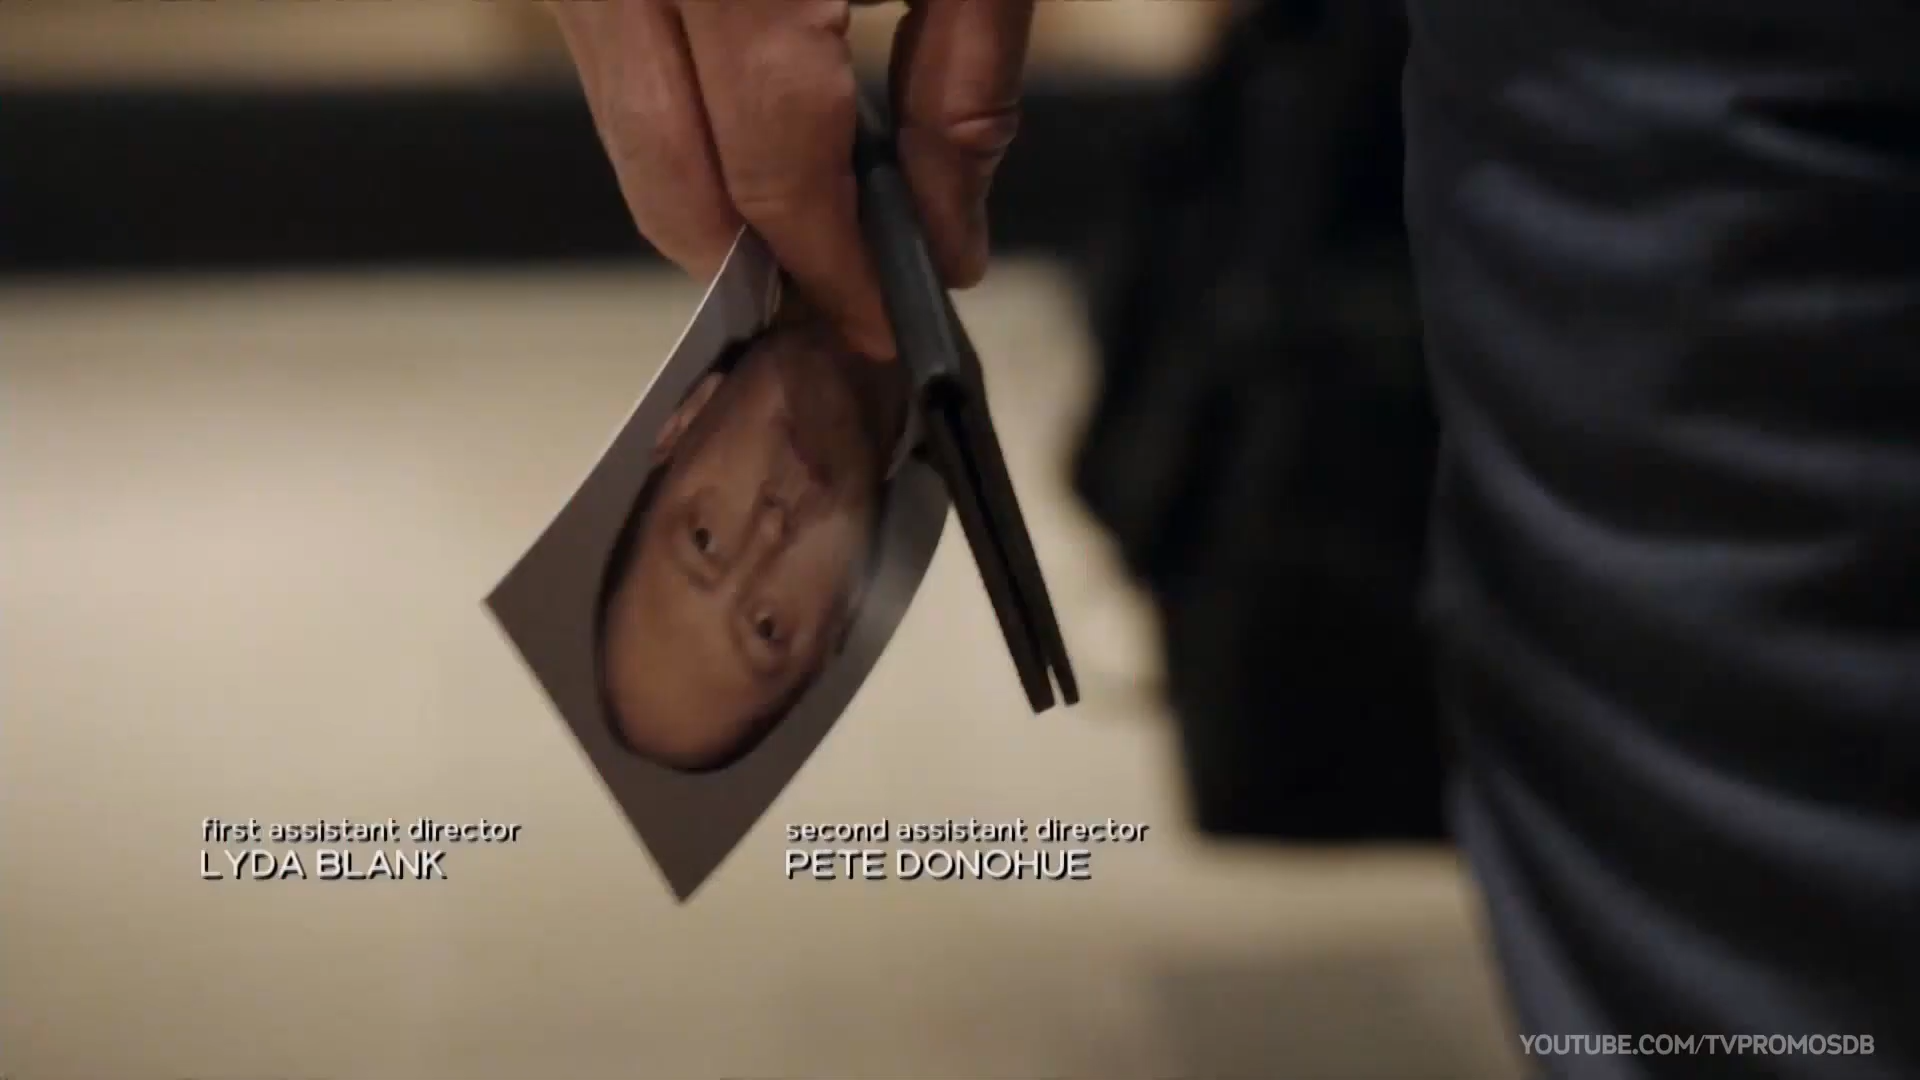 first assistant director
LYDA BLANK
second assistant director
PETE DONOHUE
YOUTUBE.COM/TVPROMOSDB